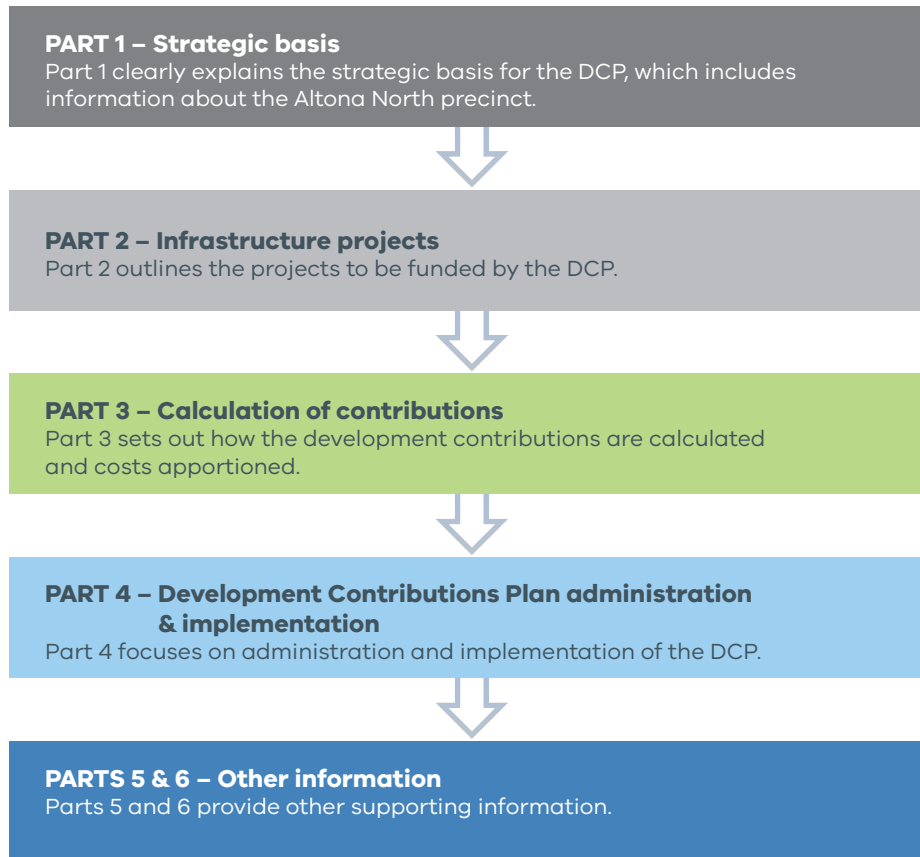 PART 1 – Strategic basis
Part 1 clearly explains the strategic basis for the DCP, which includes
information about the Altona North precinct.
PART 2 – Infrastructure projects
Part 2 outlines the projects to be funded by the DCP.
PART 3 – Calculation of contributions
Part 3 sets out how the development contributions are calculated
and costs apportioned.
PART 4 – Development Contributions Plan administration
& implementation
Part 4 focuses on administration and implementation of the DCP.
PARTS 5 & 6 – Other information
Parts 5 and 6 provide other supporting information.